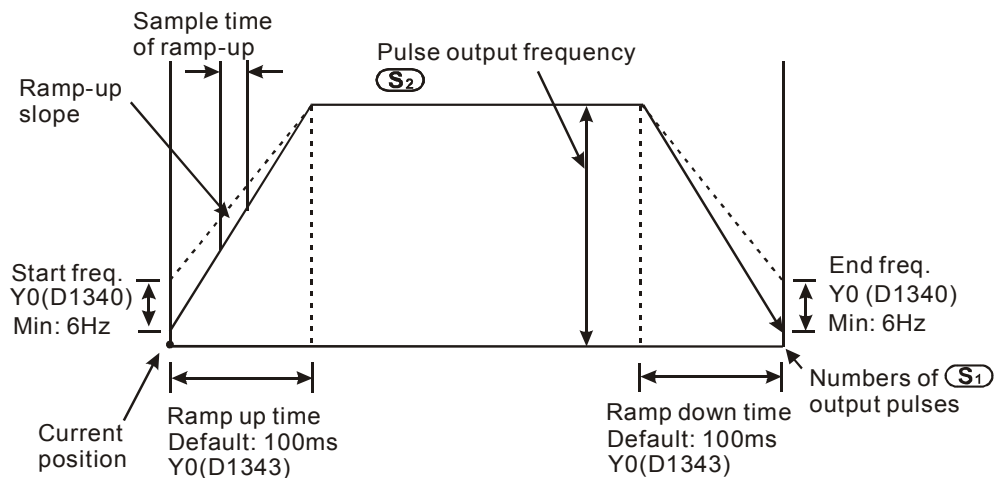 Sample time
of ramp-up
Pulse output frequency
S2
Ramp-up
slope
Start freq.
Y0(D1340)
Min: 6Hz
End freq.
Y0 (D1340)
Min: 6Hz
Numbers of S1
output pulses
Ramp up time
Default: 100ms
Y0(D1343)
Ramp down time
Default: 100ms
Y0(D1343)
Current
position